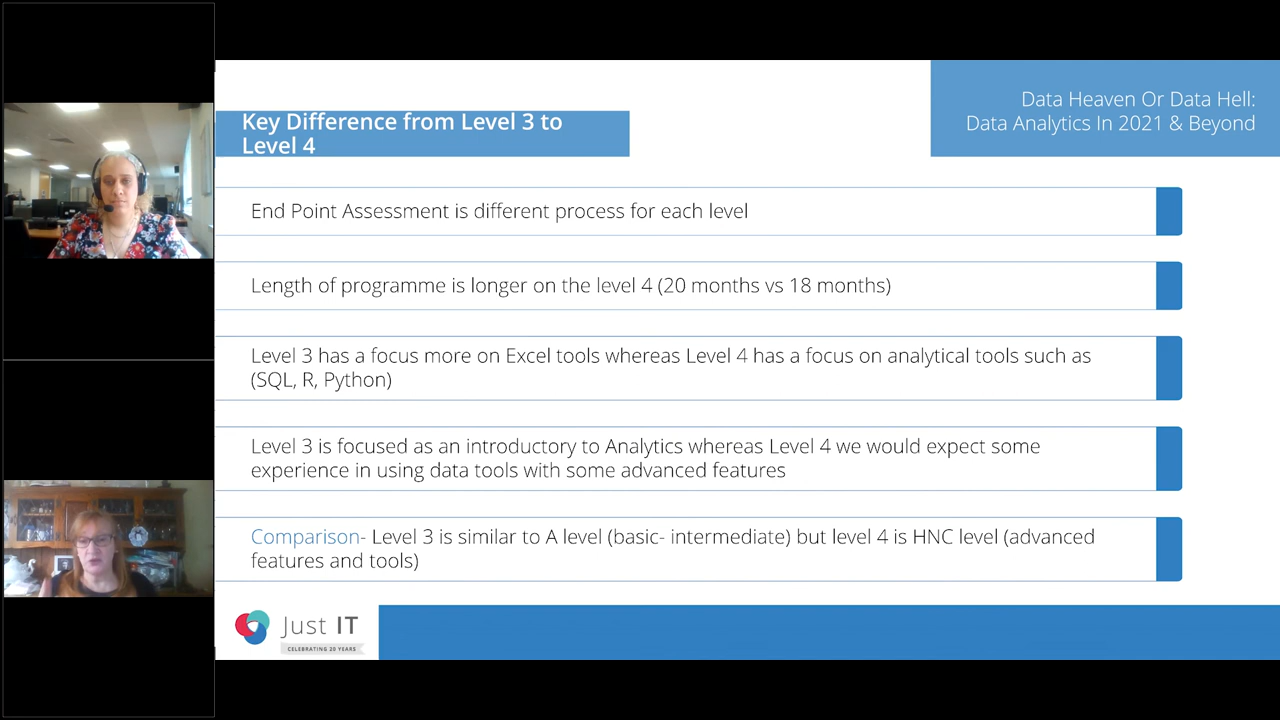 Data Heaven Or Data Hell:
Data Analytics In 2021 & Beyond
Key Difference from Level 3 to
Level 4
End Point Assessment is different process for each level
Length of programme is longer on the level 4 (20 months vs 18 months)
Level 3 has a focus more on Excel tools whereas Level 4 has a focus on analytical tools such as
(SQL, R, Python)
Level 3 is focused as an introductory to Analytics whereas Level 4 we would expect some
experience in using data tools with some advanced features
Comparison- Level 3 is similar to A level (basic- intermediate) but level 4 is HNC level (advanced
features and tools)
Just IT
CELEBRATING 20 YEARS